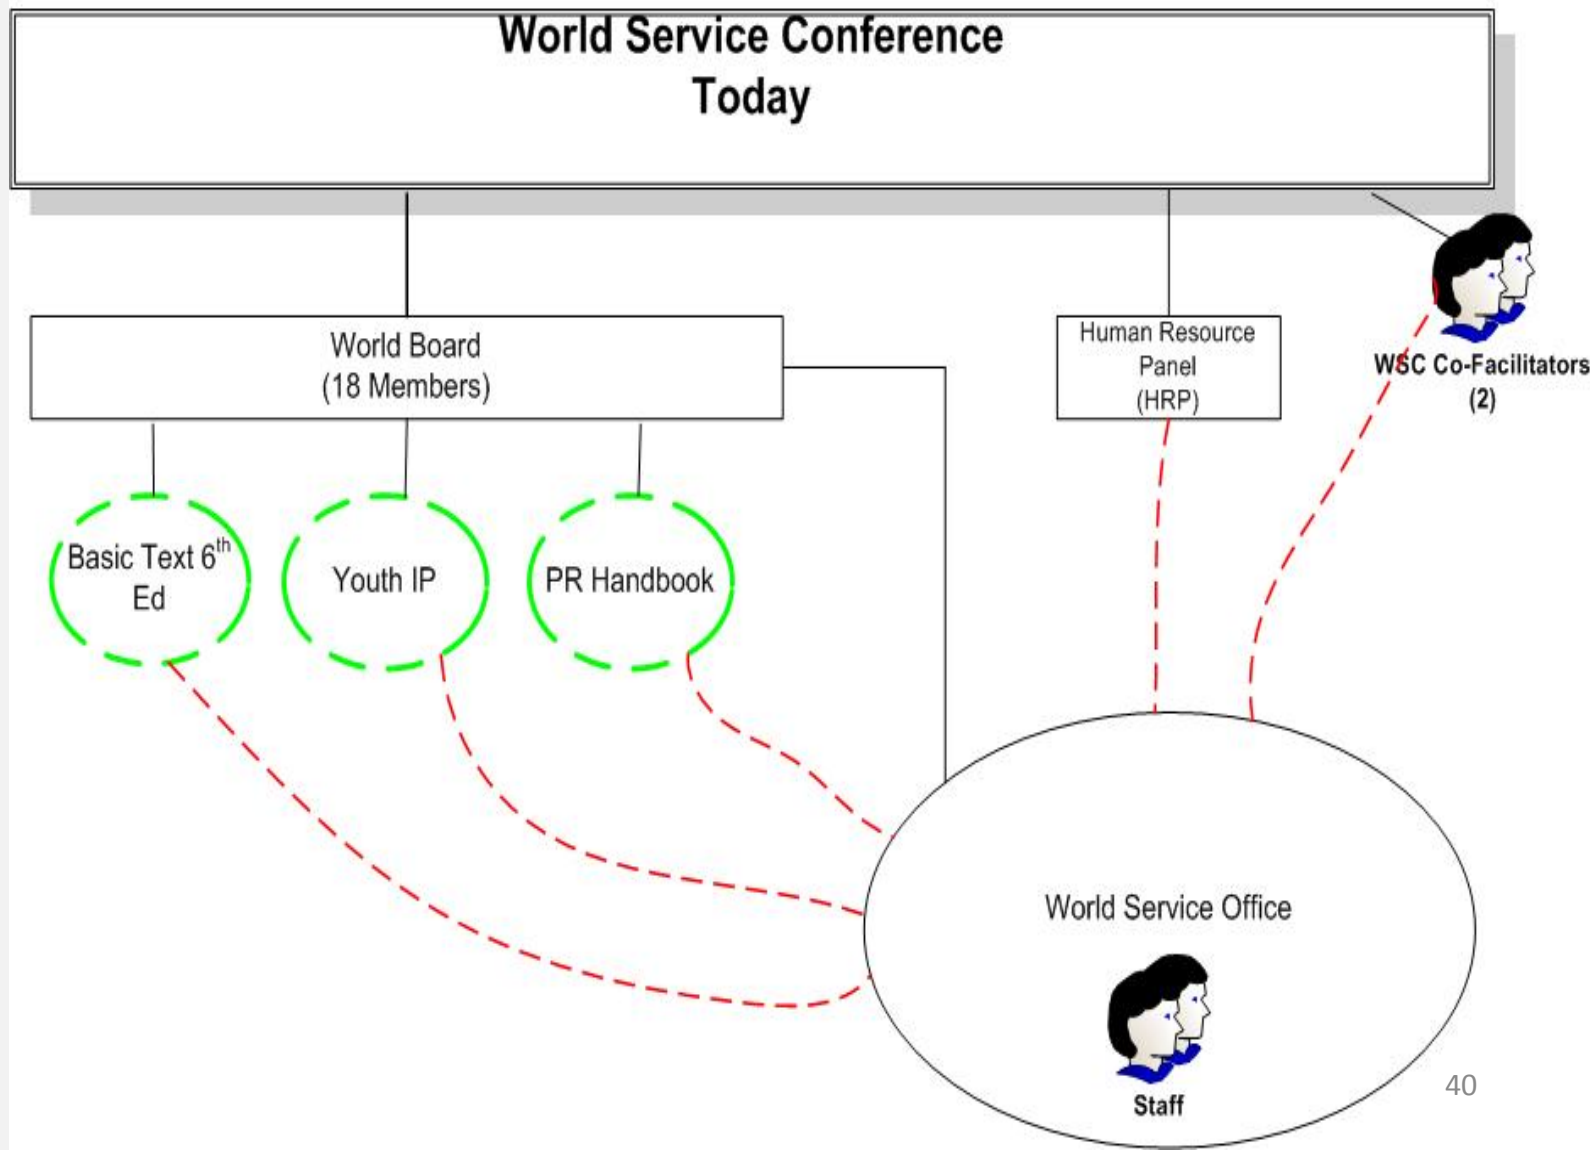 World Service Conference
Today
World Board
(18 Members)
Human Resource
Panel
(HRP)
WSC Co-Facilitators
(2)
Basic Text 6th
Ed
Youth IP
PR Handbook
World Service Office
Staff
40